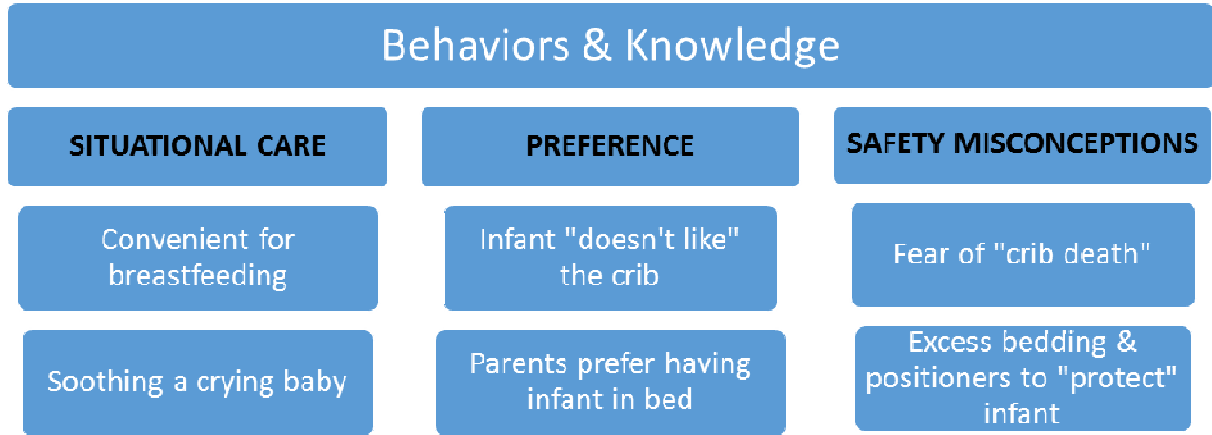 Behaviors & Knowledge
SITUATIONAL CARE
Convenient for
breastfeeding
Soothing a crying baby
PREFERENCE
Infant "doesn't like"
the crib
Parents prefer having
infant in bed
SAFETY MISCONCEPTIONS
Fear of "crib death"
Excess bedding &
positioners to "protect"
infant